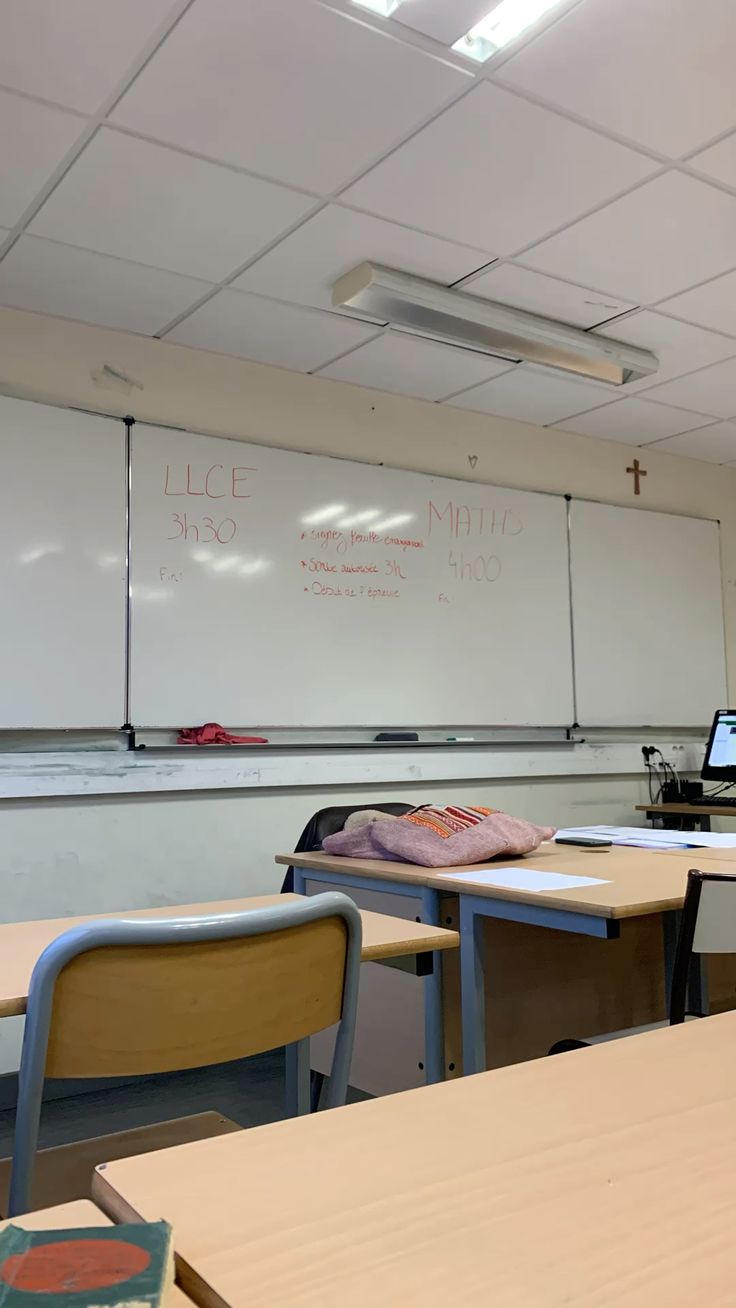 LLCE
3h30
Fin:
* Signez feuille émargement
* Sortie autorisée 3h
* Début de l'épreuve
MATHS
4h00
Fin: